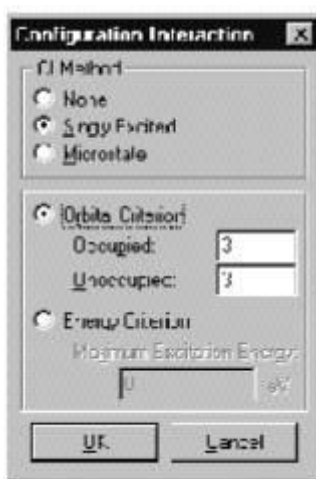 Configuration Interaction
CI Method
None
Singly Excited
Microstate
Orbital Criterion
Occupied: 3
Unoccupied: 3
Energy Criterion
Maximum Excitation Energy:
0 eV
OK Cancel